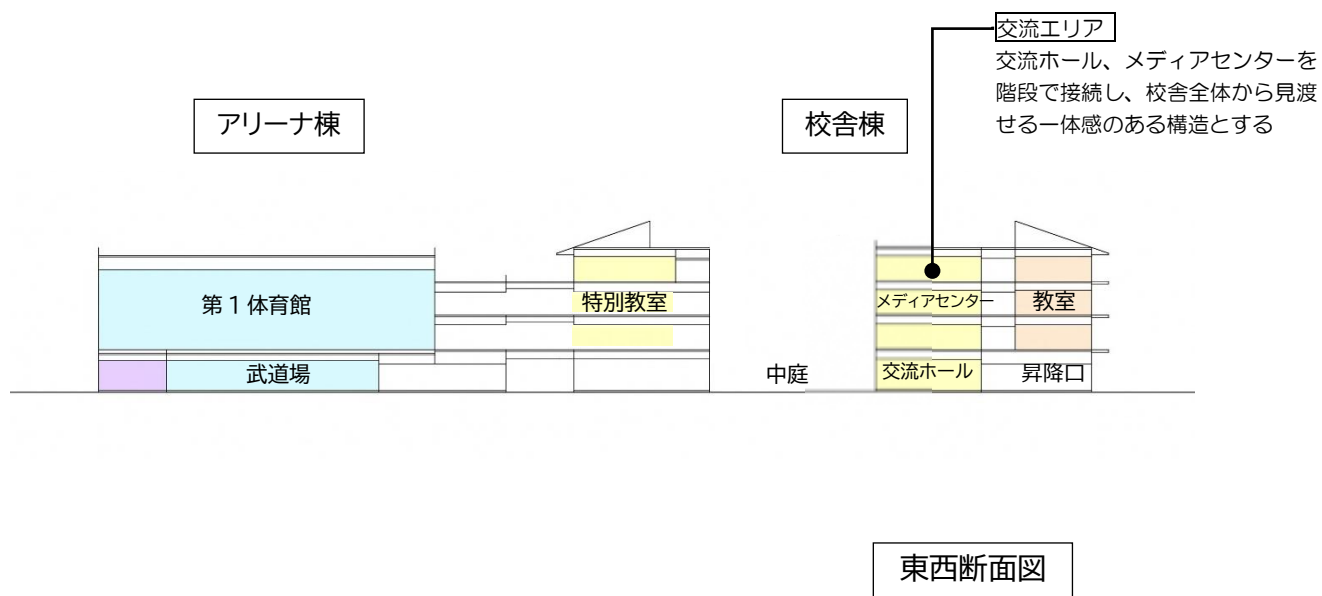 交流エリア
交流ホール、メディアセンターを
階段で接続し、校舎全体から見渡
せる一体感のある構造とする
アリーナ棟
校舎棟
第1体育館
特別教室
メディアセンター
教室
武道場
中庭
交流ホール
昇降口
東西断面図